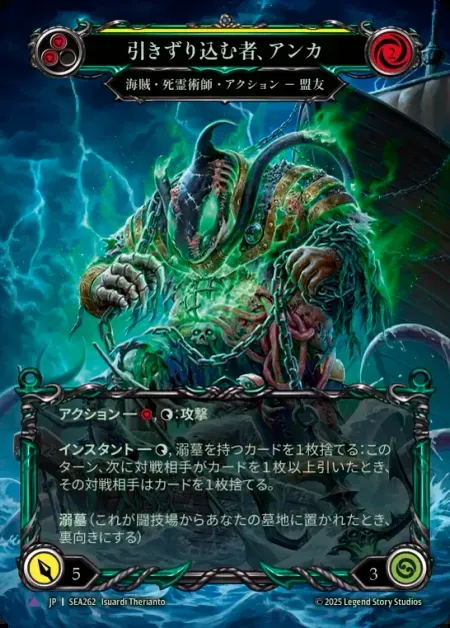 引きずり込む者、アンカ
海賊・死霊術師・アクション ー 盟友
アクション ー , :攻撃
インスタント ー , 溺墓を持つカードを1枚捨てる:この
ターン、次に対戦相手がカードを1枚以上引いたとき、
その対戦相手はカードを1枚捨てる。
溺墓(これが闘技場からあなたの墓地に置かれたとき、
裏向きにする)
5
3
JP | SEA262 Isuardi Therianto
© 2025 Legend Story Studios